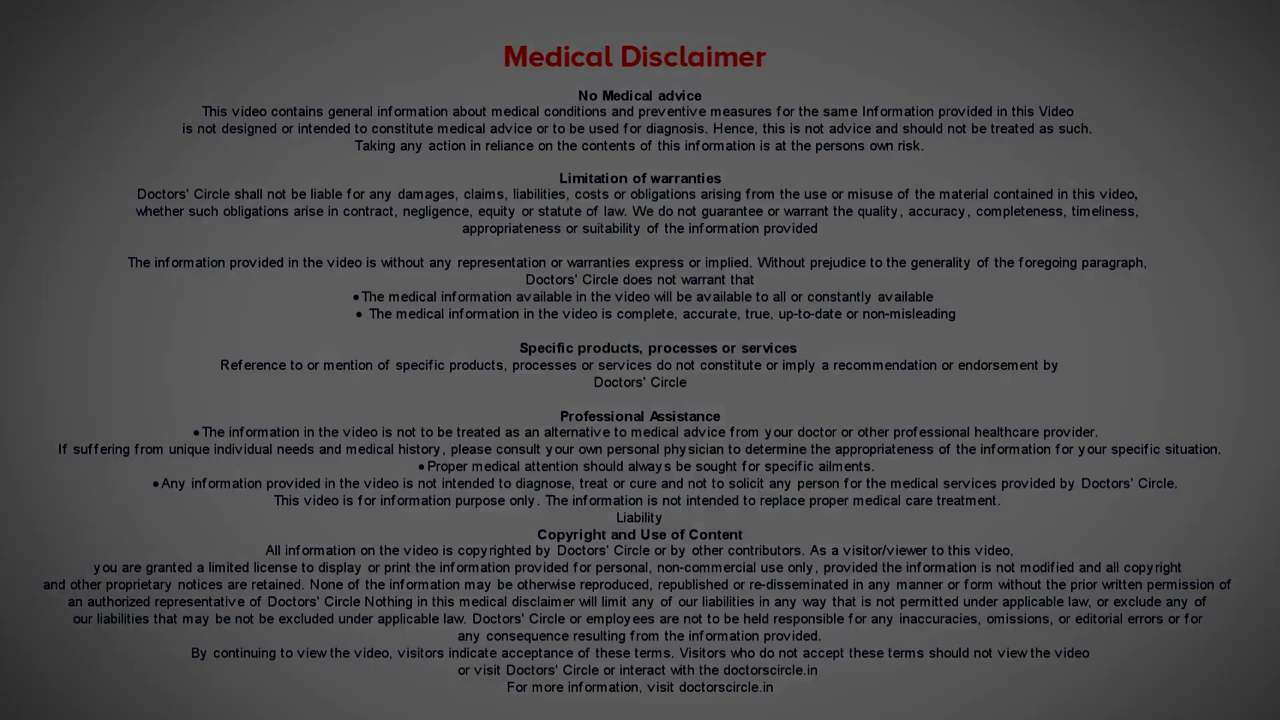 Medical Disclaimer
No Medical advice
This video contains general information about medical conditions and preventive measures for the same Information provided in this Video
is not designed or intended to constitute medical advice or to be used for diagnosis. Hence, this is not advice and should not be treated as such.
Taking any action in reliance on the contents of this information is at the persons own risk.
Limitation of warranties
Doctors' Circle shall not be liable for any damages, claims, liabilities, costs or obligations arising from the use or misuse of the material contained in this video,
whether such obligations arise in contract, negligence, equity or statute of law. We do not guarantee or warrant the quality, accuracy, completeness, timeliness,
appropriateness or suitability of the information provided
The information provided in the video is without any representation or warranties express or implied. Without prejudice to the generality of the foregoing paragraph,
Doctors' Circle does not warrant that
•The medical information available in the video will be available to all or constantly available
• The medical information in the video is complete, accurate, true, up-to-date or non-misleading
Specific products, processes or services
Reference to or mention of specific products, processes or services do not constitute or imply a recommendation or endorsement by
Doctors' Circle
Professional Assistance
•The information in the video is not to be treated as an alternative to medical advice from your doctor or other professional healthcare provider.
If suffering from unique individual needs and medical history, please consult your own personal physician to determine the appropriateness of the information for your specific situation.
•Proper medical attention should always be sought for specific ailments.
•Any information provided in the video is not intended to diagnose, treat or cure and not to solicit any person for the medical services provided by Doctors' Circle.
This video is for information purpose only. The information is not intended to replace proper medical care treatment.
Liability
Copyright and Use of Content
All information on the video is copyrighted by Doctors' Circle or by other contributors. As a visitor/viewer to this video,
you are granted a limited license to display or print the information provided for personal, non-commercial use only, provided the information is not modified and all copyright
and other proprietary notices are retained. None of the information may be otherwise reproduced, republished or re-disseminated in any manner or form without the prior written permission of
an authorized representative of Doctors' Circle Nothing in this medical disclaimer will limit any of our liabilities in any way that is not permitted under applicable law, or exclude any of
our liabilities that may be not be excluded under applicable law. Doctors' Circle or employees are not to be held responsible for any inaccuracies, omissions, or editorial errors or for
any consequence resulting from the information provided.
By continuing to view the video, visitors indicate acceptance of these terms. Visitors who do not accept these terms should not view the video
or visit Doctors' Circle or interact with the doctorscircle.in
For more information, visit doctorscircle.in